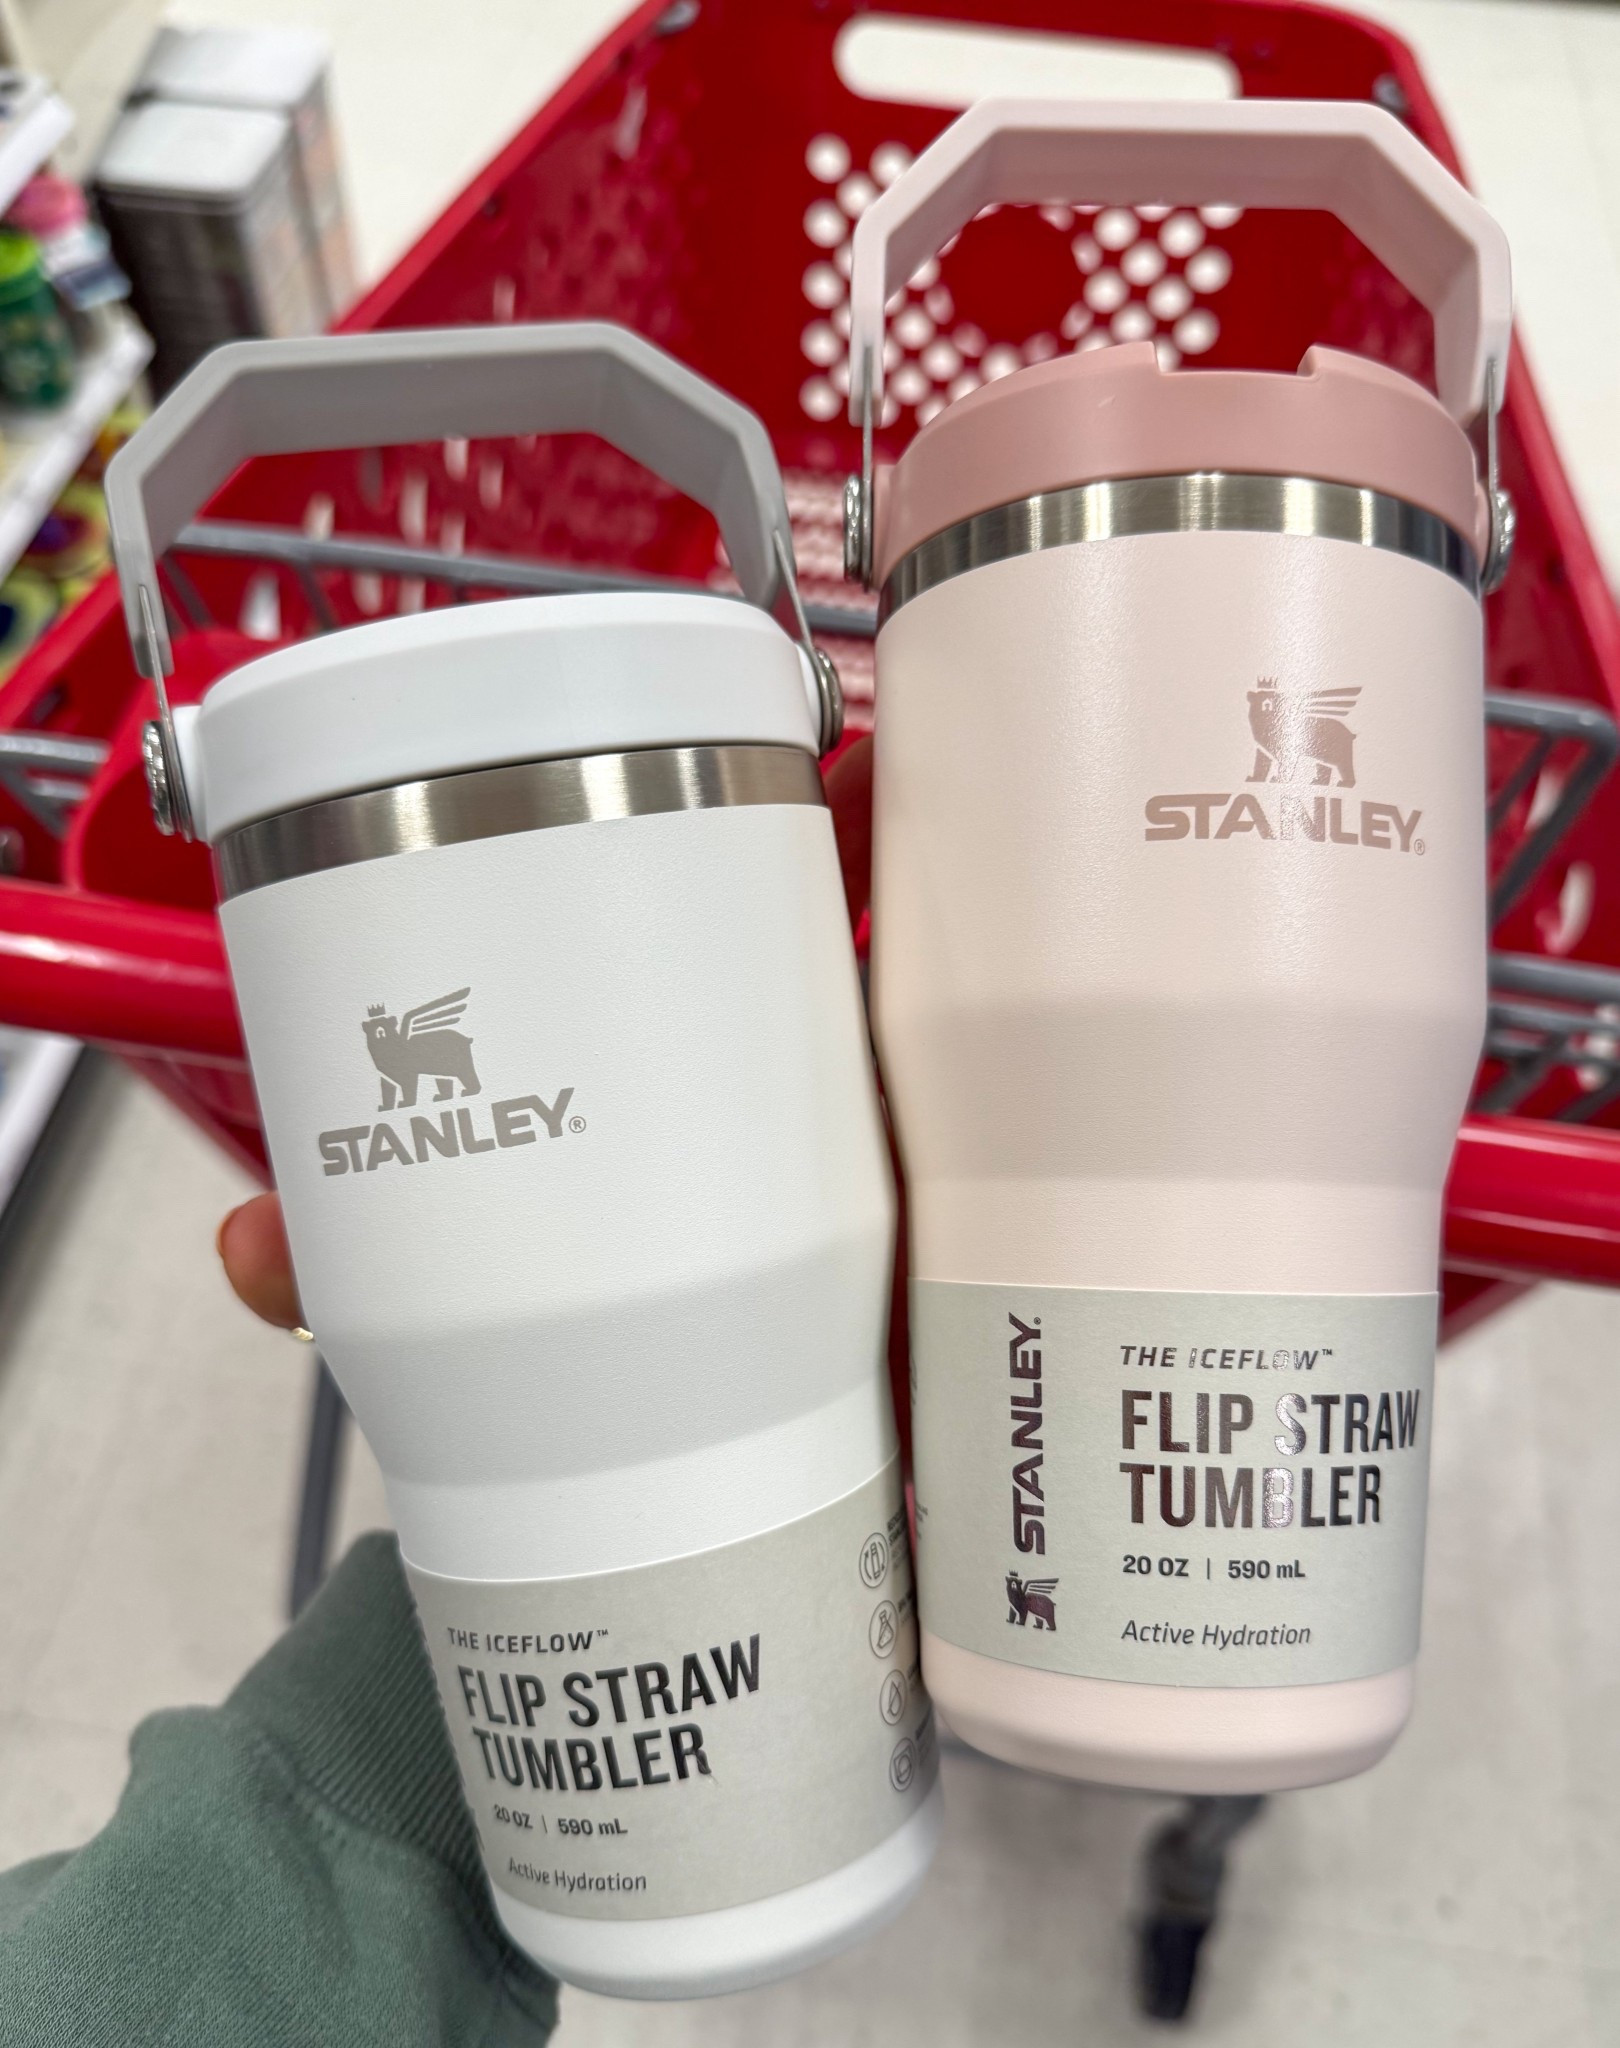 STANLEY®
THE ICEFLOW™
FLIP STRAW
TUMBLER
20 OZ | 590 mL
Active Hydration
STANLEY®
STANLEY®
THE ICEFLOW™
FLIP STRAW
TUMBLER
20 OZ | 590 mL
Active Hydration